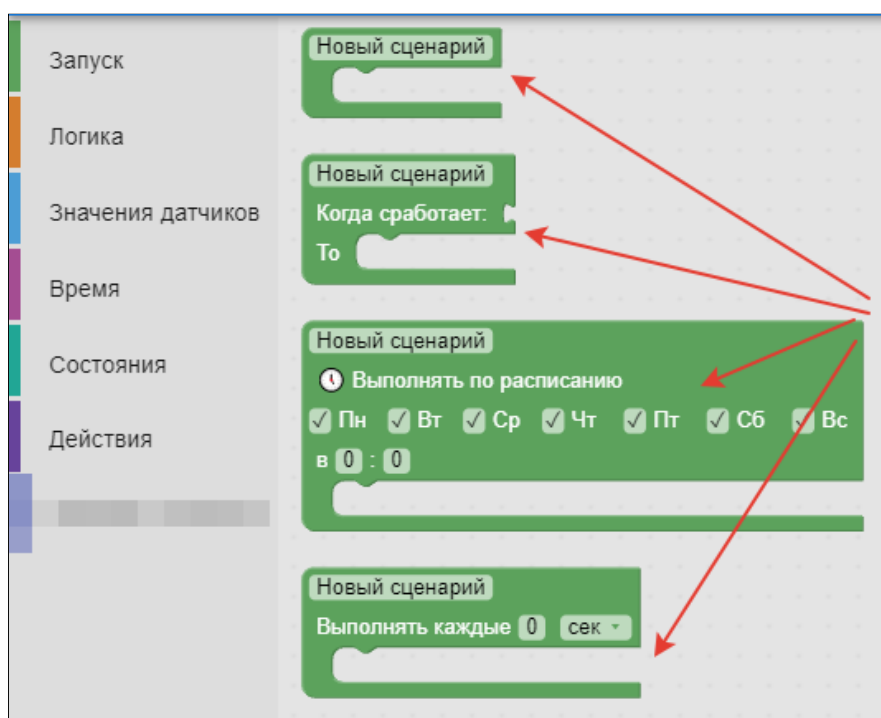 Запуск
Логика
Значения датчиков
Время
Состояния
Действия
Новый сценарий
Новый сценарий
Когда сработает:
То
Новый сценарий
Выполнять по расписанию
Пн Вт Ср Чт Пт Сб Вс
в 0 : 0
Новый сценарий
Выполнять каждые 0 сек